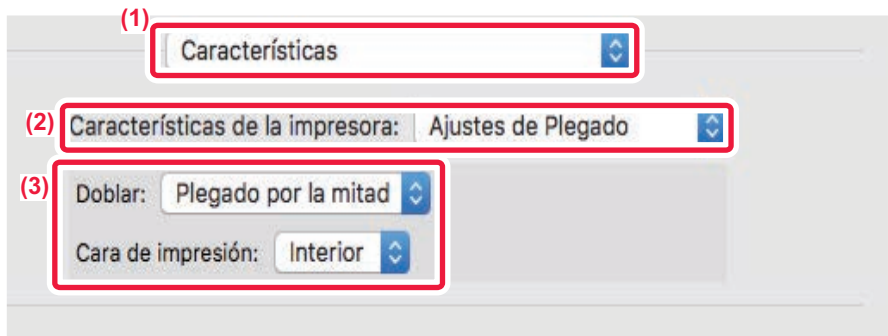 (1)
Características
(2) Características de la impresora: Ajustes de Plegado
(3)
Doblar: Plegado por la mitad
Cara de impresión: Interior